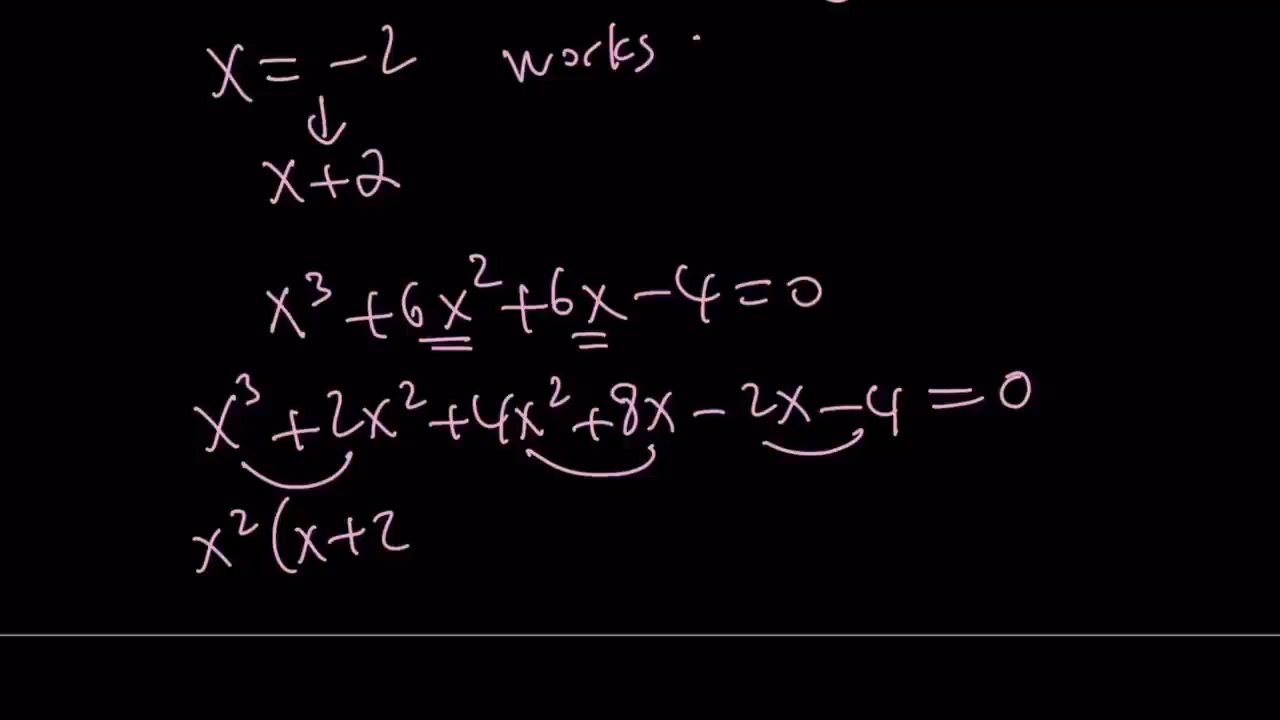 x = -2 works.
↓
x+2
x³ + 6x² + 6x - 4 = 0
x³ + 2x² + 4x² + 8x - 2x - 4 = 0
x² (x+2